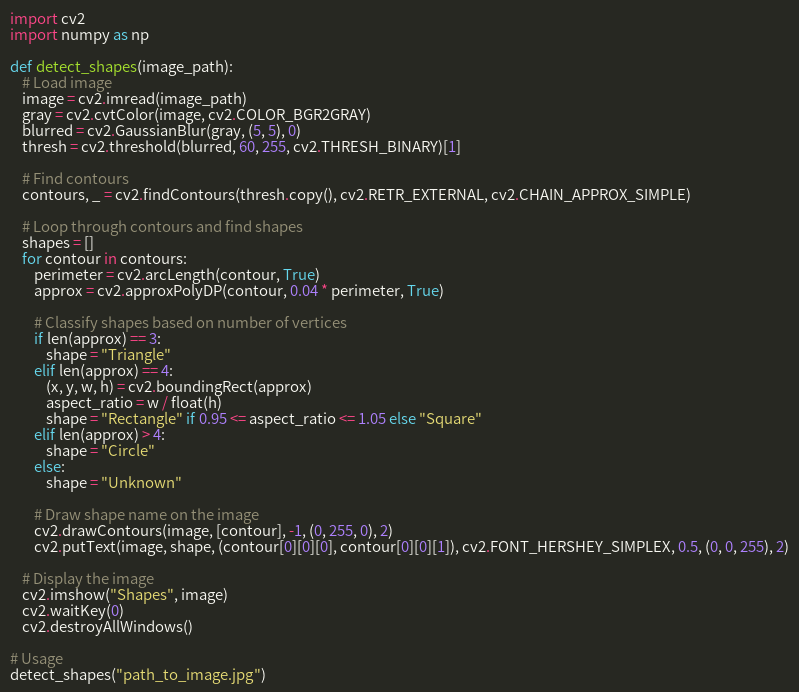 import cv2
import numpy as np

def detect_shapes(image_path):
    # Load image
    image = cv2.imread(image_path)
    gray = cv2.cvtColor(image, cv2.COLOR_BGR2GRAY)
    blurred = cv2.GaussianBlur(gray, (5, 5), 0)
    thresh = cv2.threshold(blurred, 60, 255, cv2.THRESH_BINARY)[1]

    # Find contours
    contours, _ = cv2.findContours(thresh.copy(), cv2.RETR_EXTERNAL, cv2.CHAIN_APPROX_SIMPLE)

    # Loop through contours and find shapes
    shapes = []
    for contour in contours:
        perimeter = cv2.arcLength(contour, True)
        approx = cv2.approxPolyDP(contour, 0.04 * perimeter, True)

        # Classify shapes based on number of vertices
        if len(approx) == 3:
            shape = "Triangle"
        elif len(approx) == 4:
            (x, y, w, h) = cv2.boundingRect(approx)
            aspect_ratio = w / float(h)
            shape = "Rectangle" if 0.95 <= aspect_ratio <= 1.05 else "Square"
        elif len(approx) > 4:
            shape = "Circle"
        else:
            shape = "Unknown"

        # Draw shape name on the image
        cv2.drawContours(image, [contour], -1, (0, 255, 0), 2)
        cv2.putText(image, shape, (contour[0][0][0], contour[0][0][1]), cv2.FONT_HERSHEY_SIMPLEX, 0.5, (0, 0, 255), 2)

    # Display the image
    cv2.imshow("Shapes", image)
    cv2.waitKey(0)
    cv2.destroyAllWindows()

# Usage
detect_shapes("path_to_image.jpg")